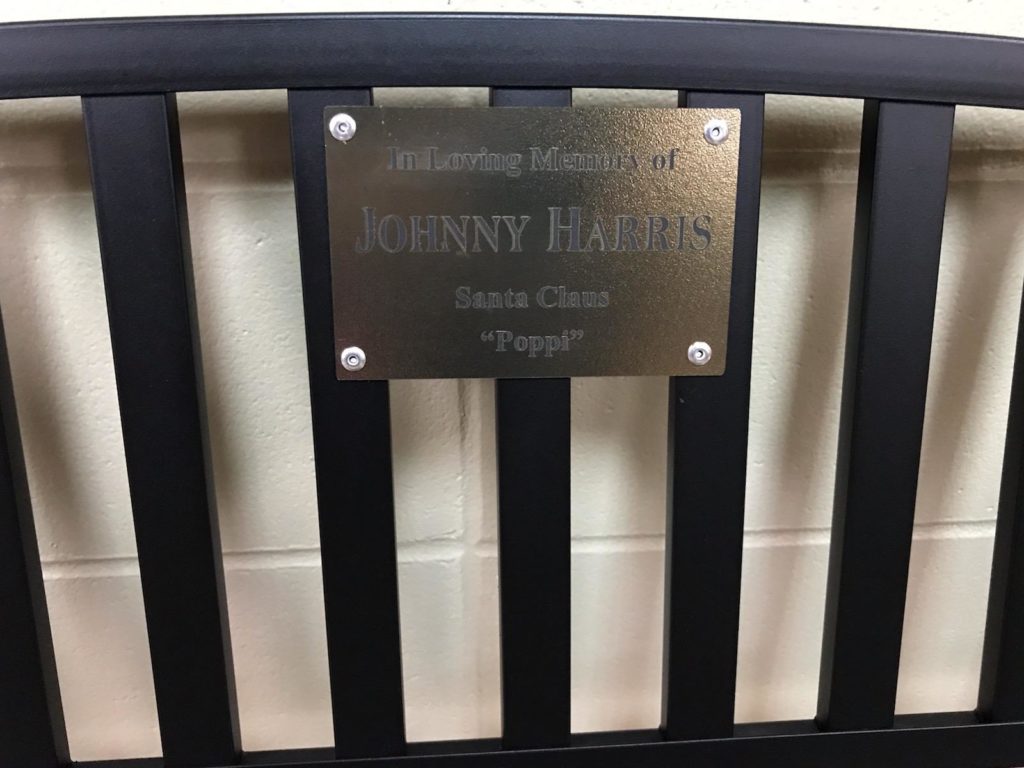 In Loving Memory of
JOHNNY HARRIS
Santa Claus
“Poppi”